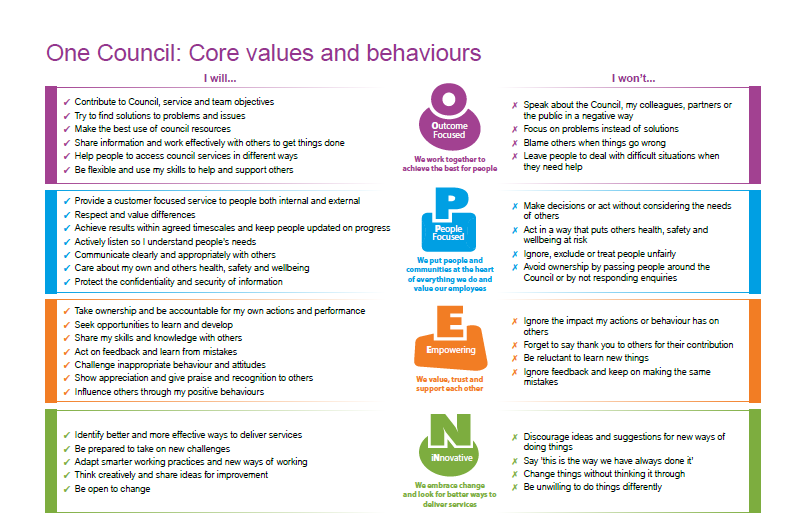 One Council: Core values and behaviours
I will...
I won't...
✔ Contribute to Council, service and team objectives
✔ Try to find solutions to problems and issues
✔ Make the best use of council resources
✔ Share information and work effectively with others to get things done
✔ Help people to access council services in different ways
✔ Be flexible and use my skills to help and support others
O
Outcome
Focused
We work together to
achieve the best for people
✗ Speak about the Council, my colleagues, partners or
the public in a negative way
✗ Focus on problems instead of solutions
✗ Blame others when things go wrong
✗ Leave people to deal with difficult situations when
they need help
✔ Provide a customer focused service to people both internal and external
✔ Respect and value differences
✔ Achieve results within agreed timescales and keep people updated on progress
✔ Actively listen so I understand people's needs
✔ Communicate clearly and appropriately with others
✔ Care about my own and others health, safety and wellbeing
✔ Protect the confidentiality and security of information
P
People
Focused
We put people and
communities at the heart
of everything we do and
value our employees
✗ Make decisions or act without considering the needs
of others
✗ Act in a way that puts others health, safety and
wellbeing at risk
✗ Ignore, exclude or treat people unfairly
✗ Avoid ownership by passing people around the
Council or by not responding enquiries
✔ Take ownership and be accountable for my own actions and performance
✔ Seek opportunities to learn and develop
✔ Share my skills and knowledge with others
✔ Act on feedback and learn from mistakes
✔ Challenge inappropriate behaviour and attitudes
✔ Show appreciation and give praise and recognition to others
✔ Influence others through my positive behaviours
E
Empowering
We value, trust and
support each other
✗ Ignore the impact my actions or behaviour has on
others
✗ Forget to say thank you to others for their contribution
✗ Be reluctant to learn new things
✗ Ignore feedback and keep on making the same
mistakes
✔ Identify better and more effective ways to deliver services
✔ Be prepared to take on new challenges
✔ Adapt smarter working practices and new ways of working
✔ Think creatively and share ideas for improvement
✔ Be open to change
N
iNnovative
We embrace change
and look for better ways to
deliver services
✗ Discourage ideas and suggestions for new ways of
doing things
✗ Say 'this is the way we have always done it'
✗ Change things without thinking it through
✗ Be unwilling to do things differently